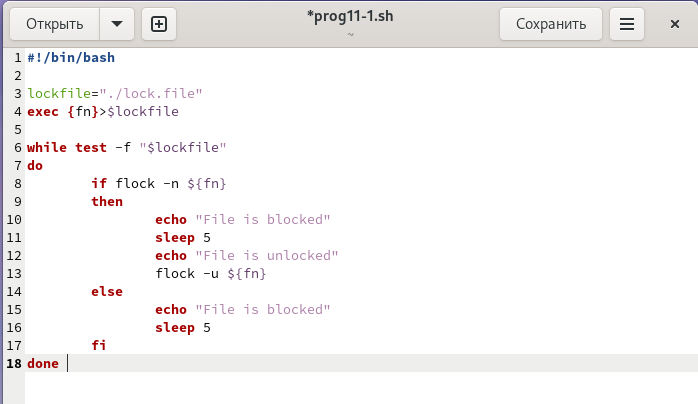 Открыть
*prog11-1.sh
~
Сохранить
1 #!/bin/bash
2
3 lockfile="./lock.file"
4 exec {fn}>$lockfile
5
6 while test -f "$lockfile"
7 do
8         if flock -n ${fn}
9         then
10                 echo "File is blocked"
11                 sleep 5
12                 echo "File is unlocked"
13                 flock -u ${fn}
14         else
15                 echo "File is blocked"
16                 sleep 5
17         fi
18 done